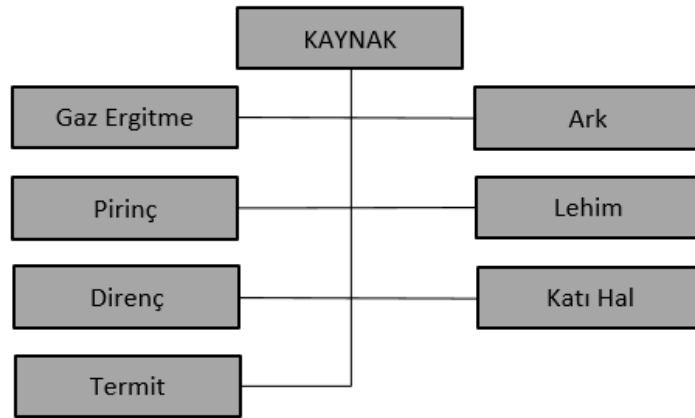 KAYNAK
Gaz Ergitme
Ark
Pirinç
Lehim
Direnç
Katı Hal
Termit